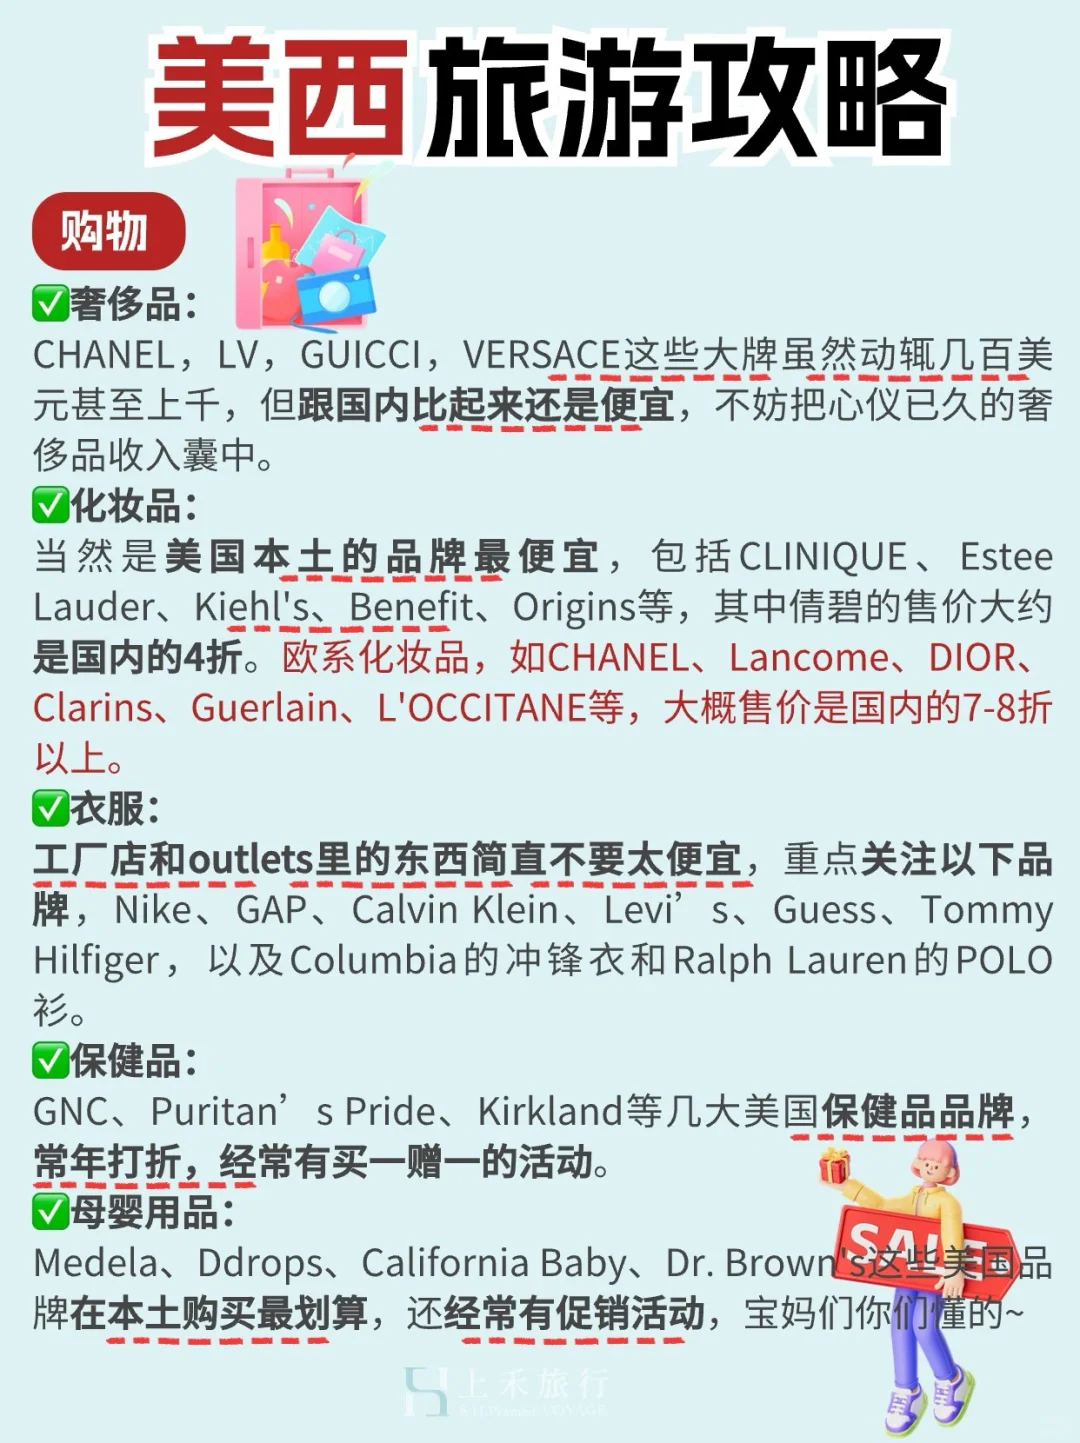 美西旅游攻略
购物
✅奢侈品：
CHANEL，LV，GUICCI，VERSACE这些大牌虽然动辄几百美
元甚至上千，但跟国内比起来还是便宜，不妨把心仪已久的奢
侈品收入囊中。
✅化妆品：
当然是美国本土的品牌最便宜，包括CLINIQUE、Estee
Lauder、Kiehl's、Benefit、Origins等，其中倩碧的售价大约
是国内的4折。欧系化妆品，如CHANEL、Lancome、DIOR、
Clarins、Guerlain、L'OCCITANE等，大概售价是国内的7-8折
以上。
✅衣服：
工厂店和outlets里的东西简直不要太便宜，重点关注以下品
牌，Nike、GAP、Calvin Klein、Levi’s、Guess、Tommy
Hilfiger，以及Columbia的冲锋衣和Ralph Lauren的POLO
衫。
✅保健品：
GNC、Puritan’s Pride、Kirkland等几大美国保健品品牌，
常年打折，经常有买一赠一的活动。
✅母婴用品：
SALE
Medela、Ddrops、California Baby、Dr. Brown's这些美国品
牌在本土购买最划算，还经常有促销活动，宝妈们你们懂的~
上禾旅行